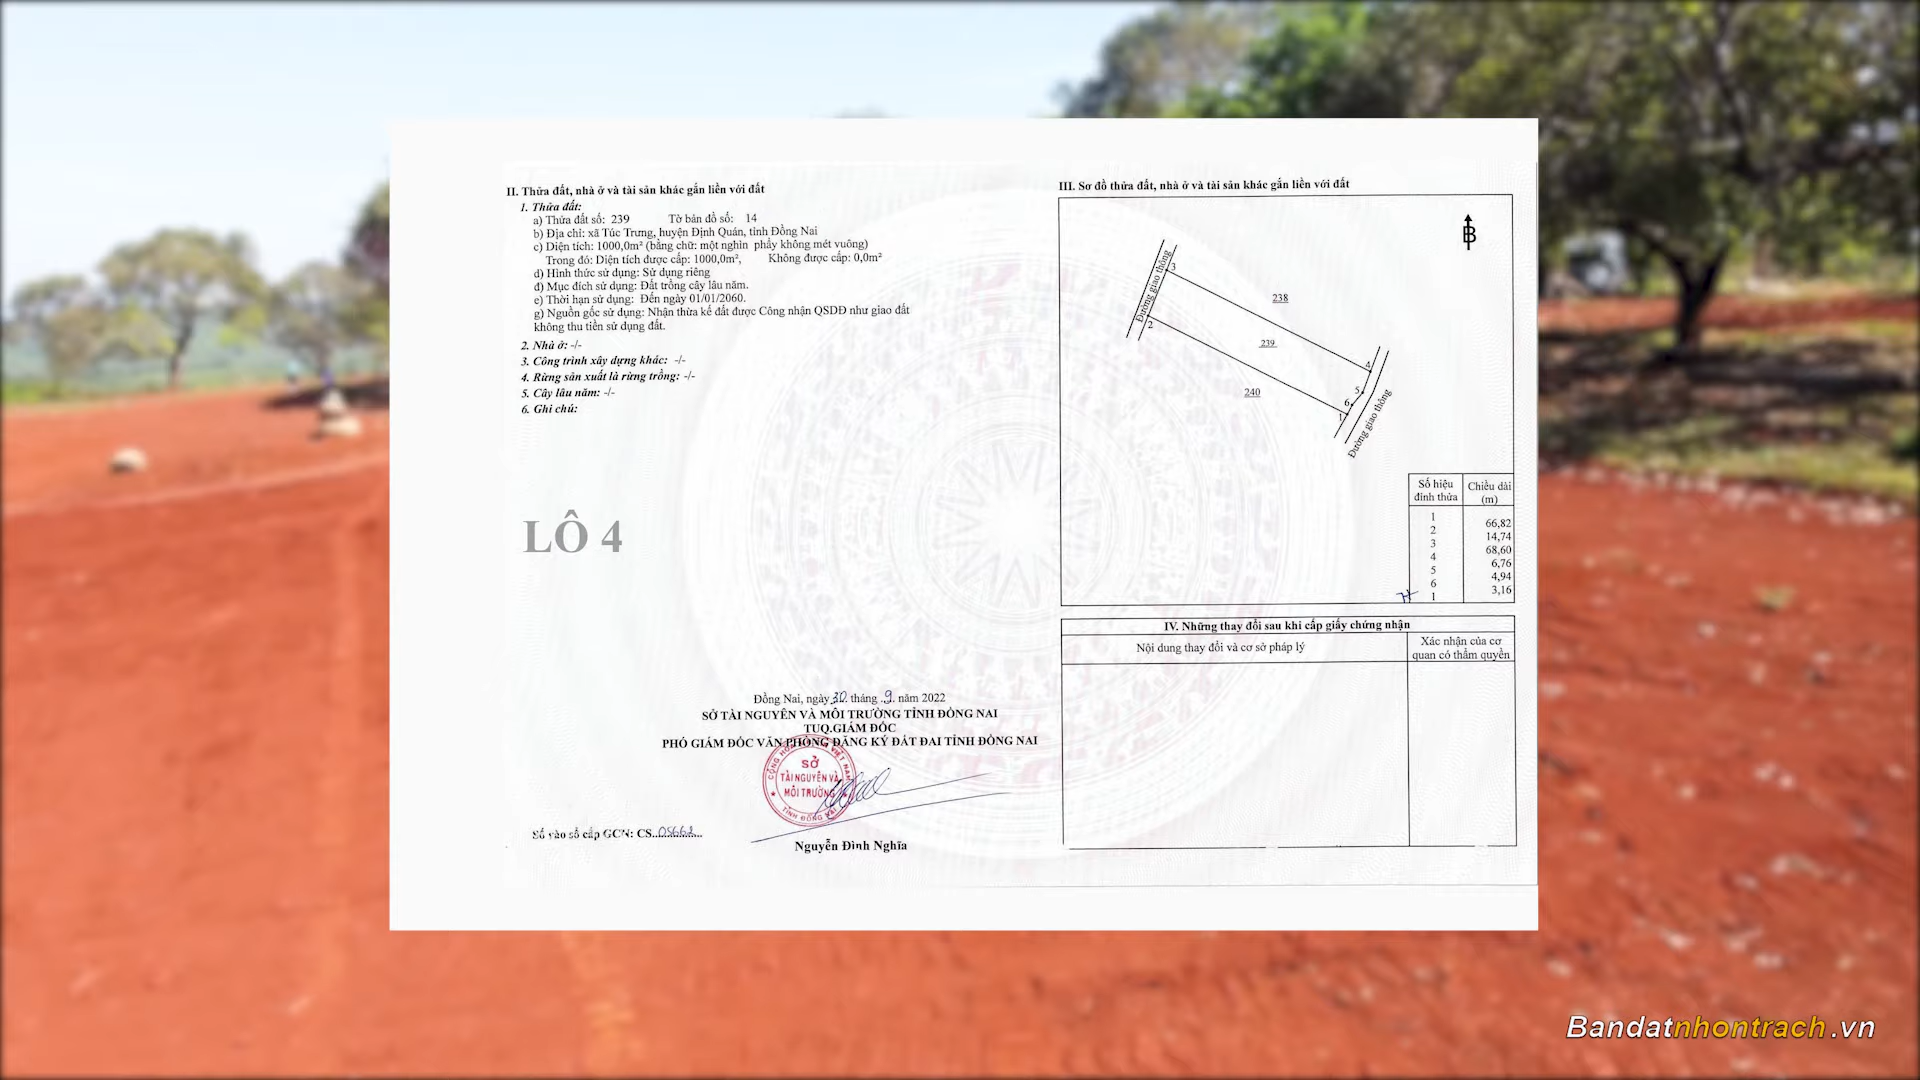 II. Thửa đất, nhà ở và tài sản khác gắn liền với đất
1. Thửa đất:
a) Thửa đất số: 239 Tờ bản đồ số: 14
b) Địa chỉ: xã Túc Trưng, huyện Định Quán, tỉnh Đồng Nai
c) Diện tích: 1000,0m² (bằng chữ: một nghìn phẩy không mét vuông)
Trong đó: Diện tích được cấp: 1000,0m², Không được cấp: 0,0m²
d) Hình thức sử dụng: Sử dụng riêng
đ) Mục đích sử dụng: Đất trồng cây lâu năm.
e) Thời hạn sử dụng: Đến ngày 01/01/2060.
g) Nguồn gốc sử dụng: Nhận thừa kế đất được Công nhận QSDĐ như giao đất
không thu tiền sử dụng đất.
2. Nhà ở: -/-
3. Công trình xây dựng khác: -/-
4. Rừng sản xuất là rừng trồng: -/-
5. Cây lâu năm: -/-
6. Ghi chú:
LÔ 4
Đồng Nai, ngày 30 tháng 9 năm 2022
SỞ TÀI NGUYÊN VÀ MÔI TRƯỜNG TỈNH ĐỒNG NAI
TUQ.GIÁM ĐỐC
PHÓ GIÁM ĐỐC VĂN PHÒNG ĐĂNG KÝ ĐẤT ĐAI TỈNH ĐỒNG NAI
SỞ
TÀI NGUYÊN VÀ
MÔI TRƯỜNG
TỈNH ĐỒNG NAI
Số vào sổ cấp GCN: CS..05662..
Nguyễn Đình Nghĩa
III. Sơ đồ thửa đất, nhà ở và tài sản khác gắn liền với đất
B
Đường giao thông
3
238
2
239
4
240
5
6
1
Đường giao thông
Số hiệu đỉnh thửa Chiều dài (m)
1
66,82
2
14,74
3
68,60
4
6,76
5
4,94
6
3,16
1
IV. Những thay đổi sau khi cấp giấy chứng nhận
Nội dung thay đổi và cơ sở pháp lý
Xác nhận của cơ
quan có thẩm quyền
Bandatnhontrach.vn